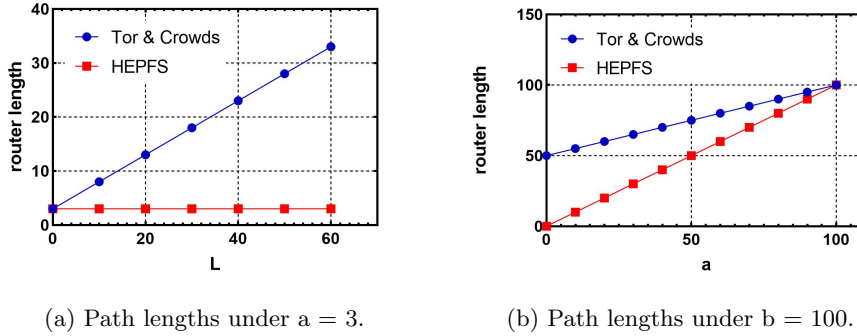 40
30
20
10
0
0
20
40
60
router length
L
Tor & Crowds
HEPFS
(a) Path lengths under a = 3.
150
100
50
0
0
50
100
router length
a
Tor & Crowds
HEPFS
(b) Path lengths under b = 100.